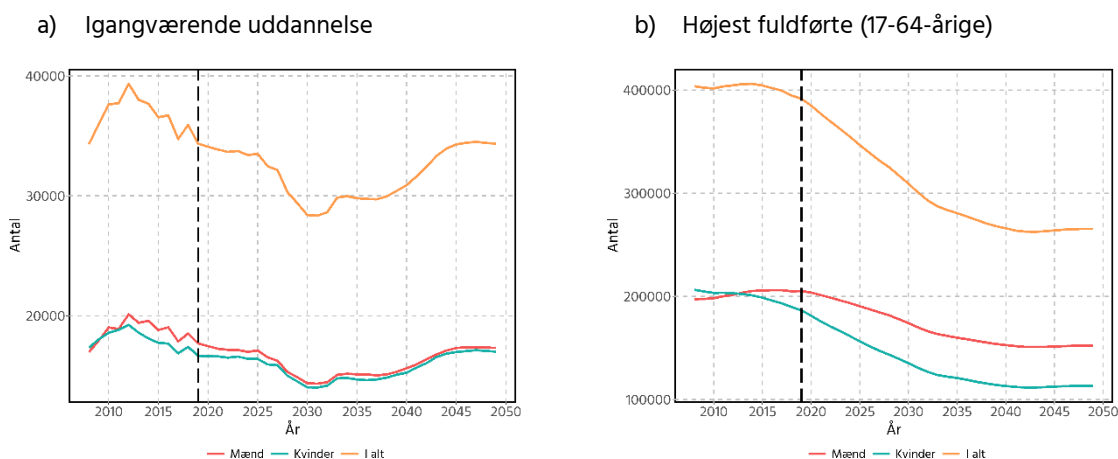 a) Igangværende uddannelse
40000
30000
20000
Antal
2010 2015 2020 2025 2030 2035 2040 2045 2050
År
Mænd Kvinder I alt
b) Højest fuldførte (17-64-årige)
400000
300000
200000
100000
Antal
2010 2015 2020 2025 2030 2035 2040 2045 2050
År
Mænd Kvinder I alt